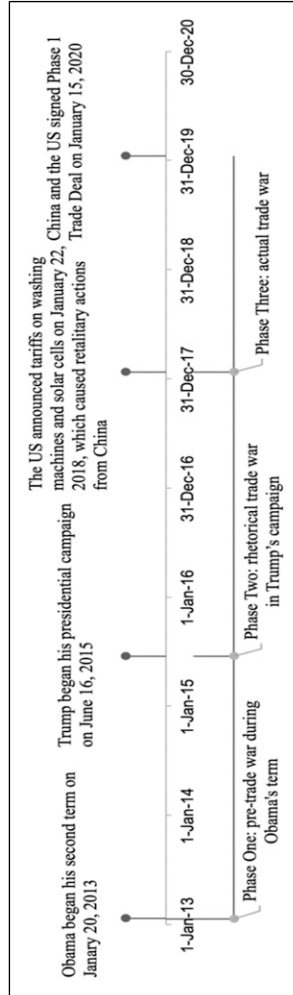 Obama began his second term on
Janary 20, 2013
Trump began his presidential campaign
on June 16, 2015
The US announced tariffs on washing
machines and solar cells on January 22,
2018, which caused retalitary actions
from China
China and the US signed Phase 1
Trade Deal on January 15, 2020
1-Jan-13
1-Jan-14
1-Jan-15
1-Jan-16
31-Dec-16
31-Dec-17
31-Dec-18
31-Dec-19
30-Dec-20
Phase One: pre-trade war during
Obama's term
Phase Two: rhetorical trade war
in Trump's campaign
Phase Three: actual trade war